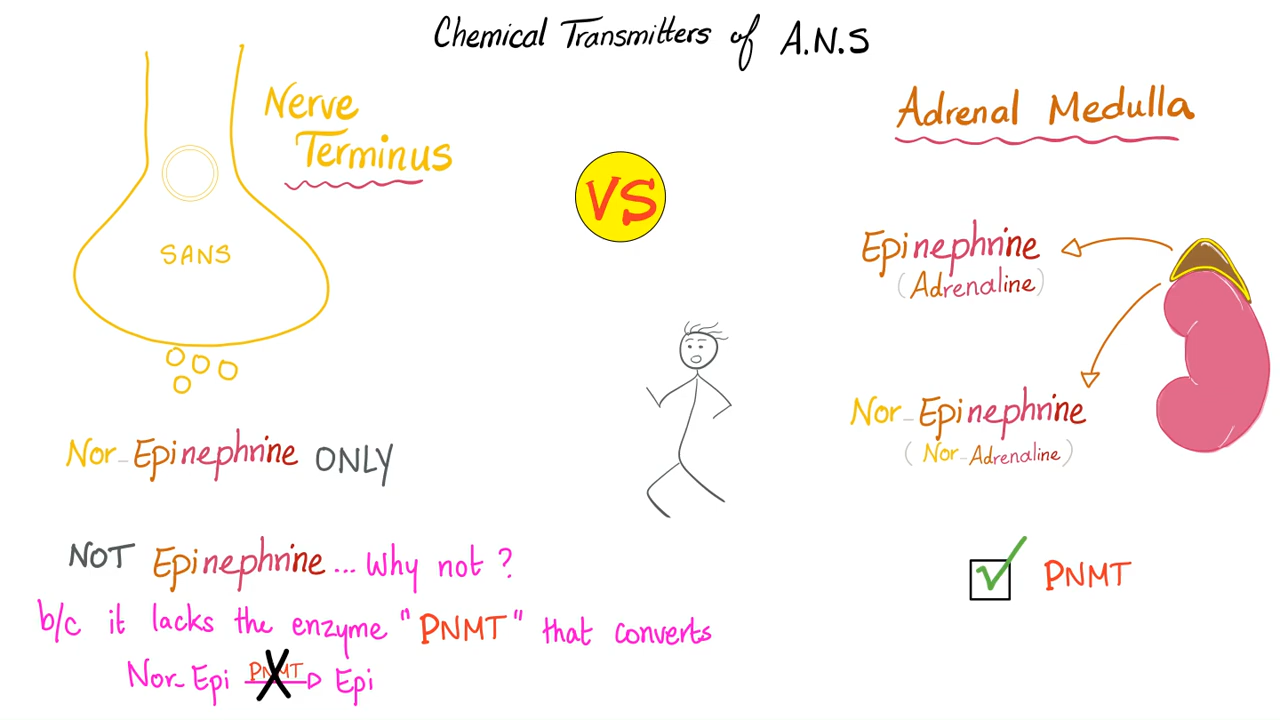 Chemical Transmitters of A.N.S
Nerve
Terminus
SANS
Nor-Epinephrine ONLY
NOT Epinephrine... Why not ?
b/c it lacks the enzyme "PNMT" that converts
Nor-Epi PNMT Epi
VS
Adrenal Medulla
Epinephrine
(Adrenaline)
Nor-Epinephrine
(Nor-Adrenaline)
PNMT